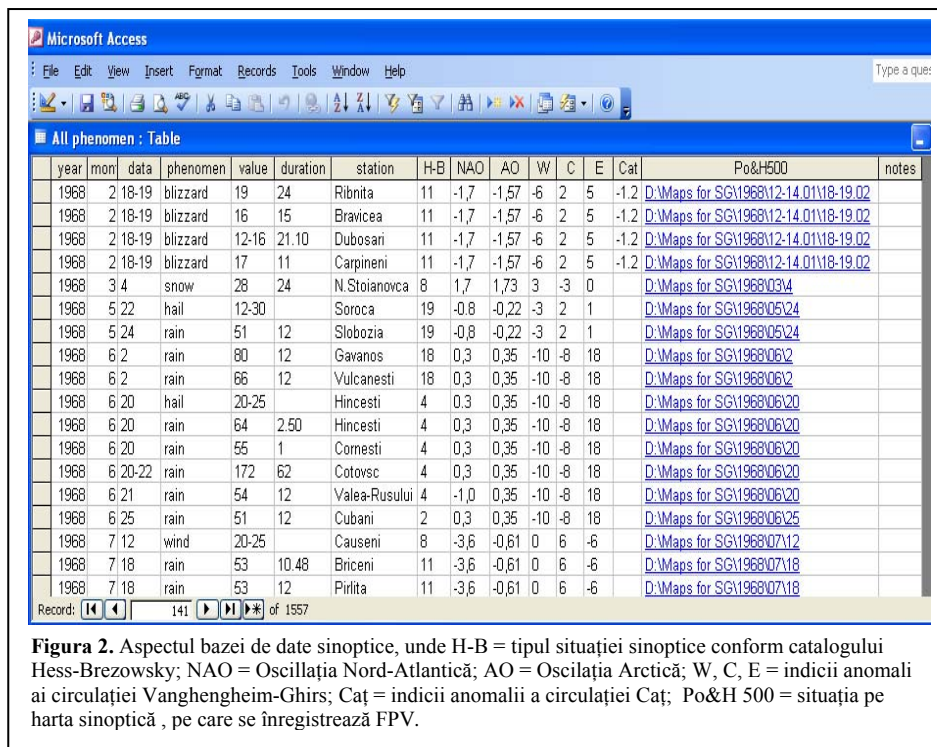 Microsoft Access
File Edit View Insert Format Records Tools Window Help Type a ques
All phenomen : Table
year mon data phenomen value duration station H-B NAO AO W C E Cat Po&H500 notes
1968 2 18-19 blizzard 19 24 Ribnita 11 -1,7 -1,57 -6 2 5 -1.2 D:\Maps for SG\1968\12-14.01\18-19.02
1968 2 18-19 blizzard 16 15 Bravicea 11 -1,7 -1,57 -6 2 5 -1.2 D:\Maps for SG\1968\12-14.01\18-19.02
1968 2 18-19 blizzard 12-16 21.10 Dubosari 11 -1,7 -1,57 -6 2 5 -1.2 D:\Maps for SG\1968\12-14.01\18-19.02
1968 2 18-19 blizzard 17 11 Carpineni 11 -1,7 -1,57 -6 2 5 -1.2 D:\Maps for SG\1968\12-14.01\18-19.02
1968 3 4 snow 28 24 N.Stoianovca 8 1,7 1,73 3 -3 0 D:\Maps for SG\1968\03\4
1968 5 22 hail 12-30 Soroca 19 -0.8 -0,22 -3 2 1 D:\Maps for SG\1968\05\24
1968 5 24 rain 51 12 Slobozia 19 -0,8 -0,22 -3 2 1 D:\Maps for SG\1968\05\24
1968 6 2 rain 80 12 Gavanos 18 0,3 0,35 -10 -8 18 D:\Maps for SG\1968\06\2
1968 6 2 rain 66 12 Vulcanesti 18 0,3 0,35 -10 -8 18 D:\Maps for SG\1968\06\2
1968 6 20 hail 20-25 Hincesti 4 0.3 0,35 -10 -8 18 D:\Maps for SG\1968\06\20
1968 6 20 rain 64 2.50 Hincesti 4 0,3 0,35 -10 -8 18 D:\Maps for SG\1968\06\20
1968 6 20 rain 55 1 Cornesti 4 0,3 0,35 -10 -8 18 D:\Maps for SG\1968\06\20
1968 6 20-22 rain 172 62 Cotovsc 4 0,3 0,35 -10 -8 18 D:\Maps for SG\1968\06\20
1968 6 21 rain 54 12 Valea-Rusului 4 -1,0 0,35 -10 -8 18 D:\Maps for SG\1968\06\20
1968 6 25 rain 51 12 Cubani 2 0,3 0,35 -10 -8 18 D:\Maps for SG\1968\06\25
1968 7 12 wind 20-25 Causeni 8 -3,6 -0,61 0 6 -6 D:\Maps for SG\1968\07\12
1968 7 18 rain 53 10.48 Briceni 11 -3,6 -0,61 0 6 -6 D:\Maps for SG\1968\07\18
1968 7 18 rain 53 12 Pirlita 11 -3,6 -0,61 0 6 -6 D:\Maps for SG\1968\07\18
Record: 141 of 1557
Figura 2. Aspectul bazei de date sinoptice, unde H-B = tipul situației sinoptice conform catalogului
Hess-Brezowsky; NAO = Oscillația Nord-Atlantică; AO = Oscilația Arctică; W, C, E = indicii anomali
ai circulației Vanghengheim-Ghirs; Caț = indicii anomalii a circulației Caț; Po&H 500 = situația pe
harta sinoptică , pe care se înregistrează FPV.